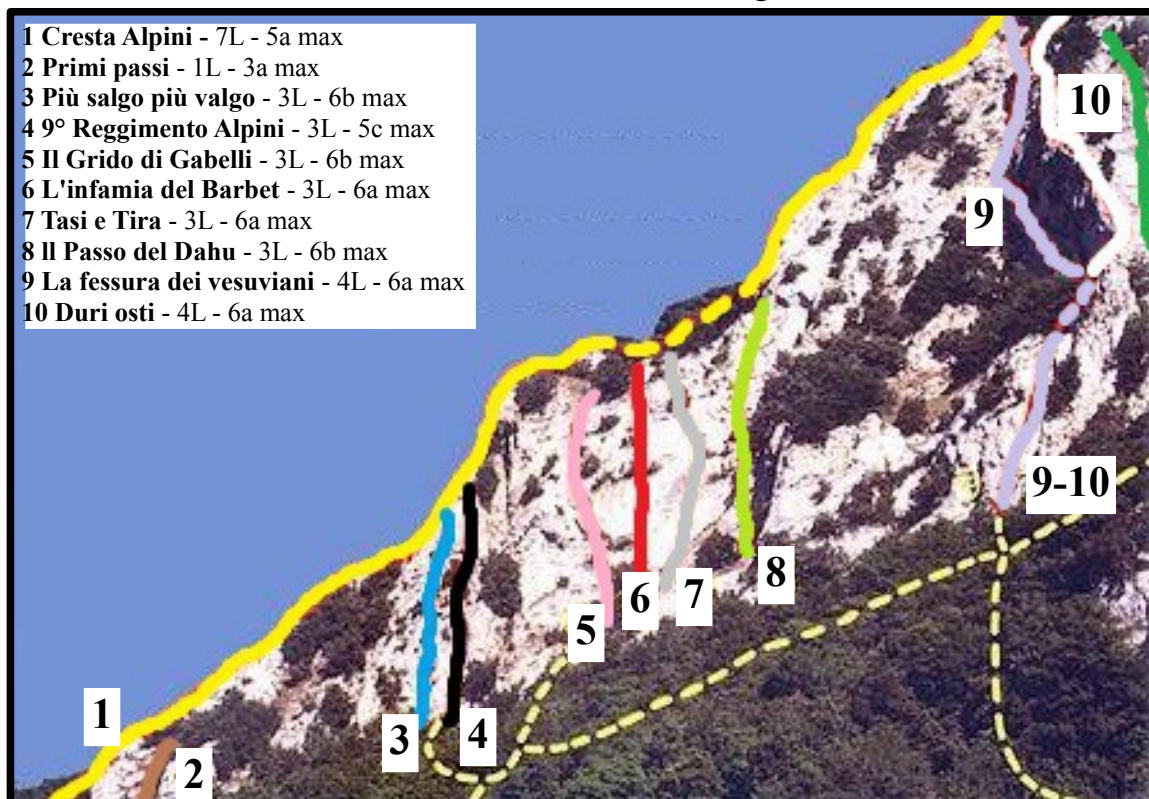 1 Cresta Alpini - 7L - 5a max
2 Primi passi - 1L - 3a max
3 Più salgo più valgo - 3L - 6b max
4 9° Reggimento Alpini - 3L - 5c max
5 Il Grido di Gabelli - 3L - 6b max
6 L'infamia del Barbet - 3L - 6a max
7 Tasi e Tira - 3L - 6a max
8 Il Passo del Dahu - 3L - 6b max
9 La fessura dei vesuviani - 4L - 6a max
10 Duri osti - 4L - 6a max
10
9
9-10
8
7
6
5
4
3
2
1